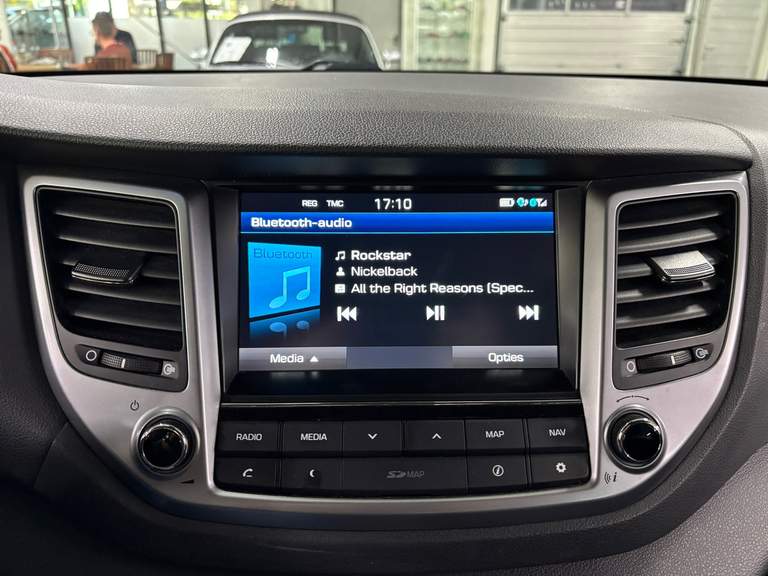 REG TMC 17:10
Bluetooth-audio
Bluetooth
Rockstar
Nickelback
All the Right Reasons (Spec...
Media Opties
RADIO MEDIA MAP NAV
SD MAP